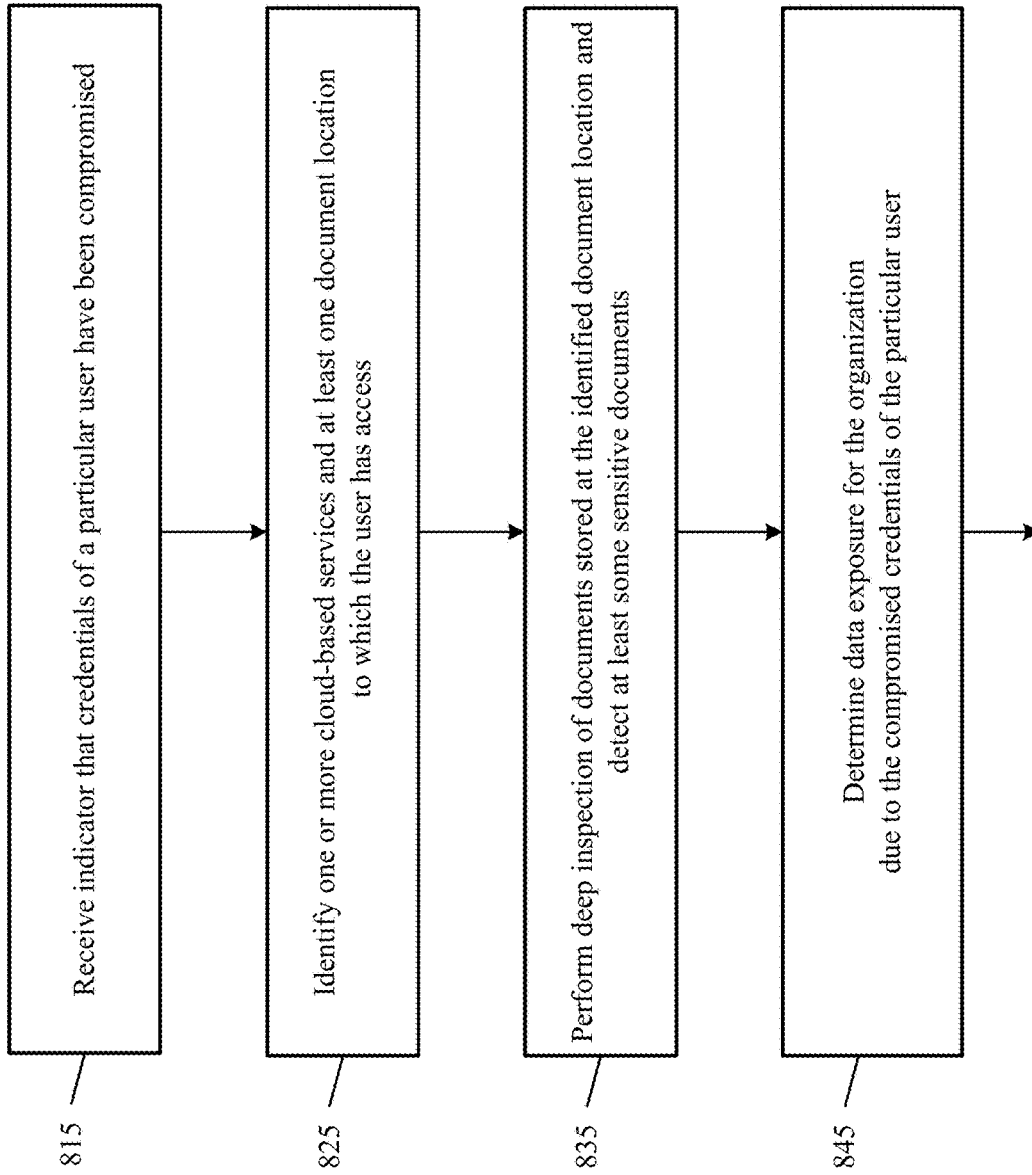 815
Receive indicator that credentials of a particular user have been compromised
825
Identify one or more cloud-based services and at least one document location
to which the user has access
835
Perform deep inspection of documents stored at the identified document location and
detect at least some sensitive documents
845
Determine data exposure for the organization
due to the compromised credentials of the particular user